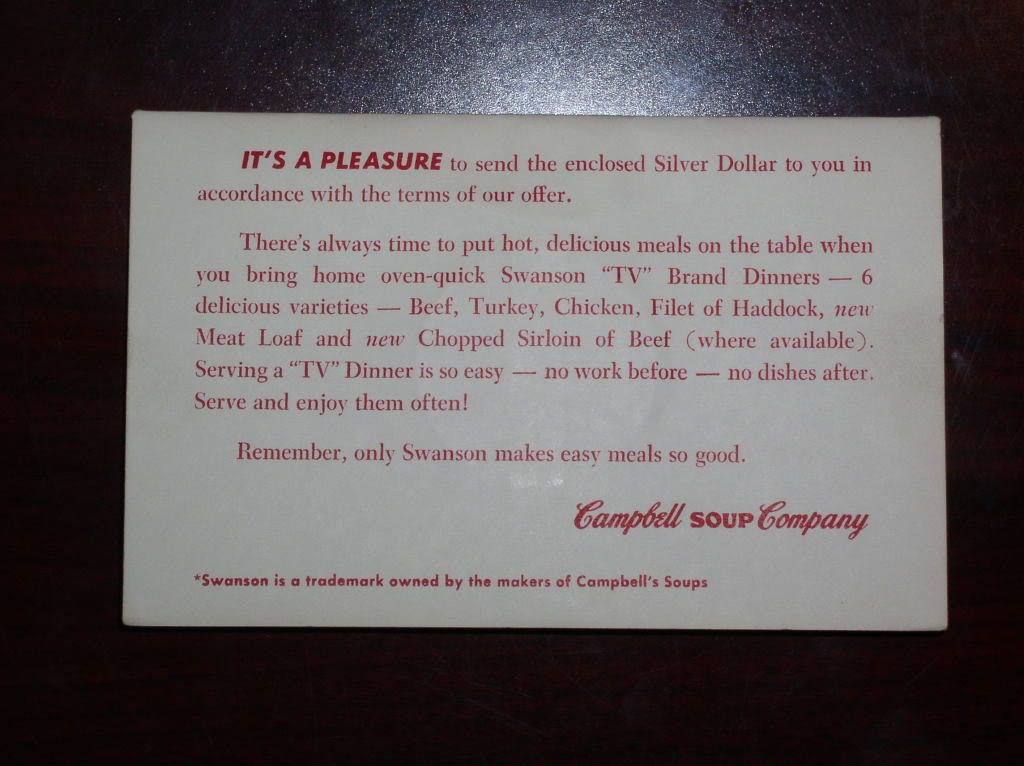 IT'S A PLEASURE to send the enclosed Silver Dollar to you in
accordance with the terms of our offer.
There's always time to put hot, delicious meals on the table when
you bring home oven-quick Swanson "TV" Brand Dinners — 6
delicious varieties — Beef, Turkey, Chicken, Filet of Haddock, new
Meat Loaf and new Chopped Sirloin of Beef (where available).
Serving a "TV" Dinner is so easy — no work before — no dishes after.
Serve and enjoy them often!
Remember, only Swanson makes easy meals so good.
Campbell SOUP Company
*Swanson is a trademark owned by the makers of Campbell's Soups